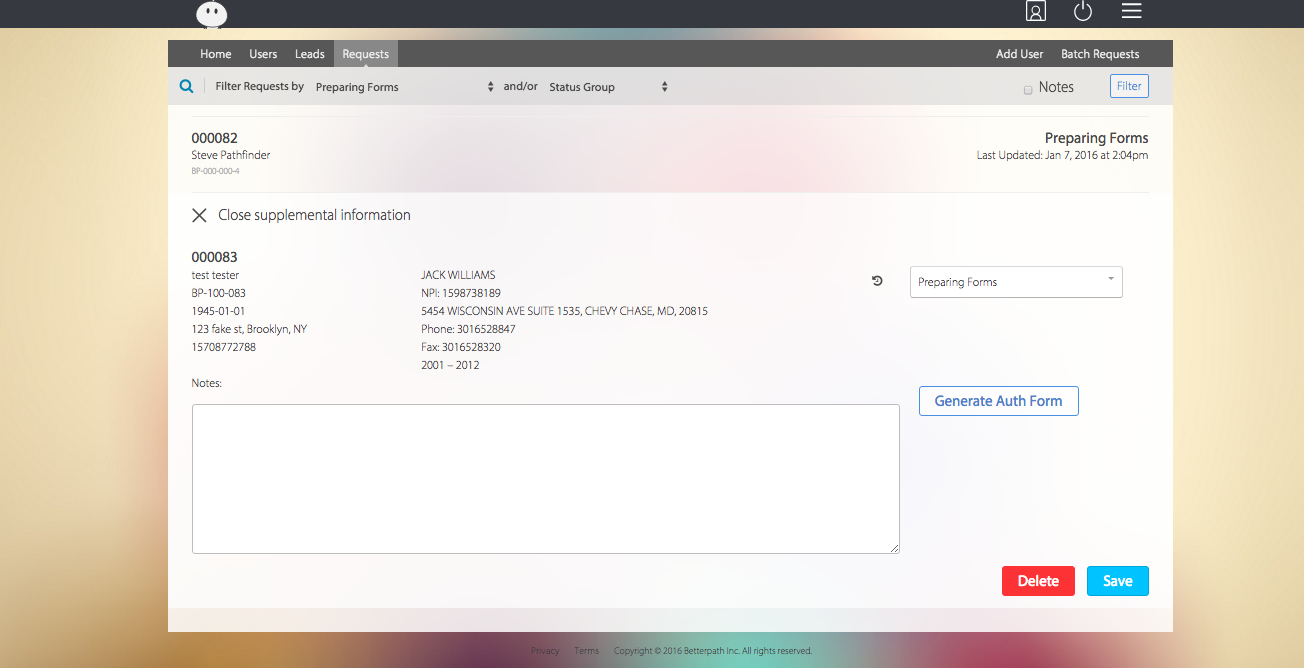 Home Users Leads Requests Add User Batch Requests
Filter Requests by Preparing Forms and/or Status Group Notes Filter
000082 Preparing Forms
Steve Pathfinder Last Updated: Jan 7, 2016 at 2:04pm
BP-000-000-4
Close supplemental information
000083
test tester
BP-100-083
1945-01-01
123 fake st, Brooklyn, NY
15708772788
JACK WILLIAMS
NPI: 1598738189
5454 WISCONSIN AVE SUITE 1535, CHEVY CHASE, MD, 20815
Phone: 3016528847
Fax: 3016528320
2001 – 2012
Preparing Forms
Notes:
Generate Auth Form
Delete Save
Privacy Terms Copyright © 2016 Betterpath Inc. All rights reserved.